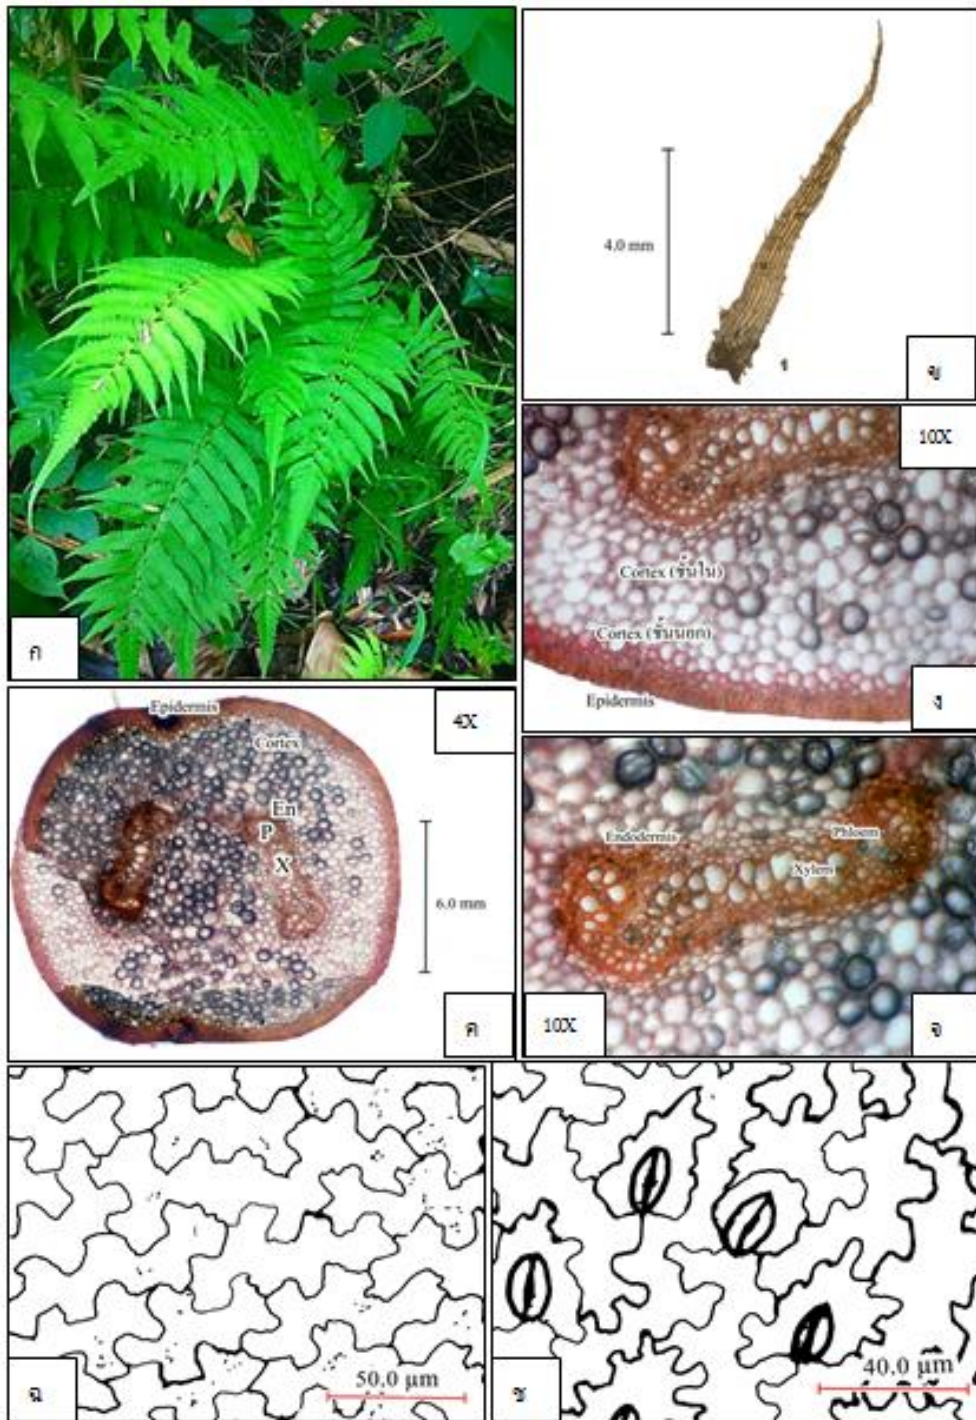 4.0 mm
ข
ข
ก
10X
Cortex (ชั้นใน)
Cortex (ชั้นนอก)
Epidermis
ง
4X
Epidermis
Cortex
En
P
X
6.0 mm
ค
Endodermis
Phloem
Xylem
10X
จ
50.0 µm
ฉ
40.0 µm
ช